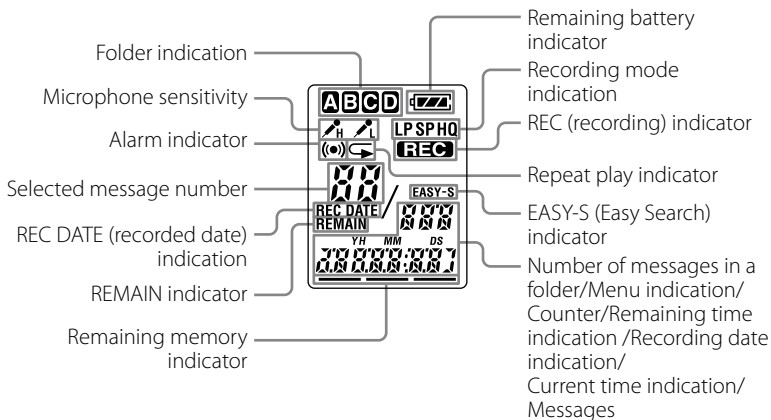 Folder indication
Microphone sensitivity
Alarm indicator
Selected message number
REC DATE (recorded date)
indication
REMAIN indicator
Remaining memory
indicator
ABCD
H L
LP SP HQ
REC
88
EASY-S
REC DATE
REMAIN
888
YH MM DS
Remaining battery
indicator
Recording mode
indication
REC (recording) indicator
Repeat play indicator
EASY-S (Easy Search)
indicator
Number of messages in a
folder/Menu indication/
Counter/Remaining time
indication /Recording date
indication/
Current time indication/
Messages